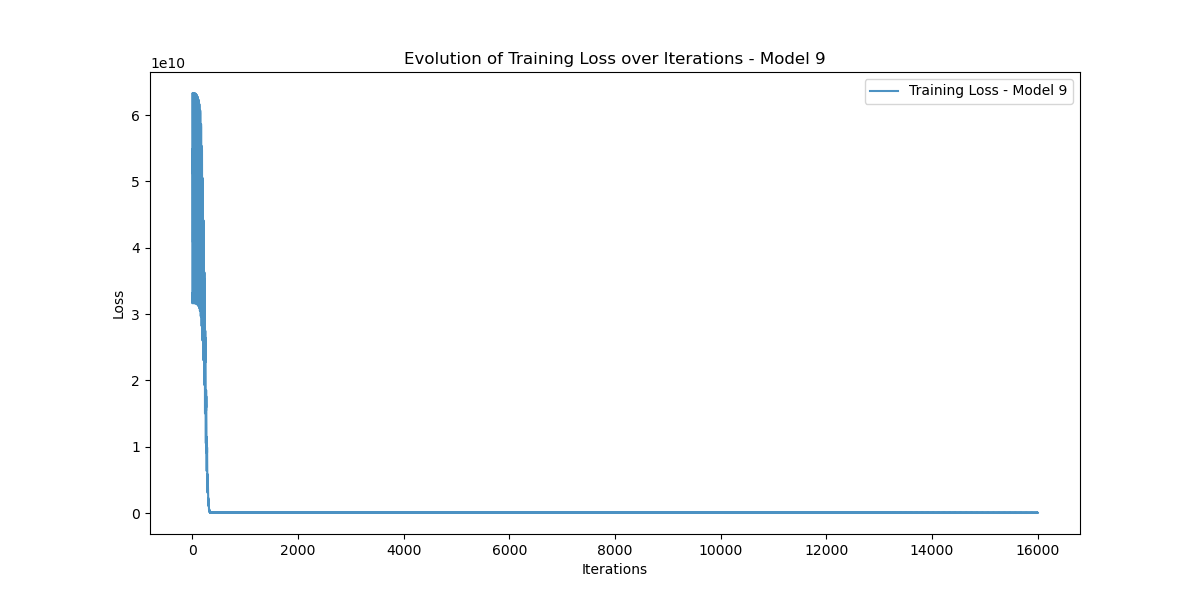 Evolution of Training Loss over Iterations - Model 9
1e10
Training Loss - Model 9
6
5
4
3
2
1
0
Loss
0 2000 4000 6000 8000 10000 12000 14000 16000
Iterations